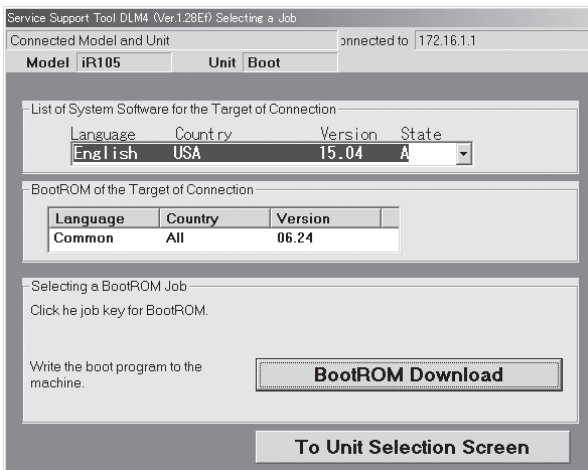 Service Support Tool DLM4 (Ver.1.28Ef) Selecting a Job
Connected Model and Unit
onnected to 172.16.1.1
Model iR105 Unit Boot
List of System Software for the Target of Connection
Language Country Version State
English USA 15.04 A
BootROM of the Target of Connection
Language Country Version
Common All 06.24
Selecting a BootROM Job
Click he job key for BootROM.
Write the boot program to the
machine.
BootROM Download
To Unit Selection Screen